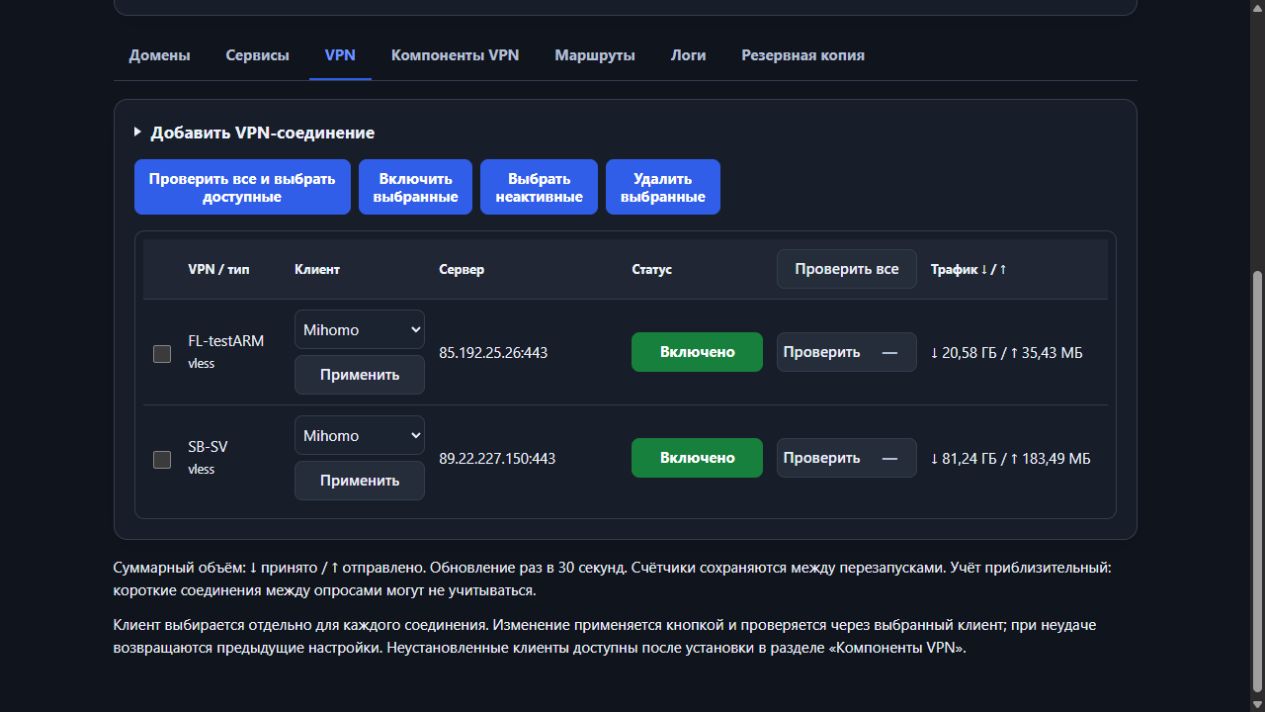 Домены Сервисы VPN Компоненты VPN Маршруты Логи Резервная копия
Добавить VPN-соединение
Проверить все и выбрать доступные
Включить выбранные
Выбрать неактивные
Удалить выбранные
VPN / тип Клиент Сервер Статус Проверить все Трафик ↓ / ↑
FL-testARM
vless
Mihomo
Применить
85.192.25.26:443
Включено
Проверить —
↓ 20,58 ГБ / ↑ 35,43 МБ
SB-SV
vless
Mihomo
Применить
89.22.227.150:443
Включено
Проверить —
↓ 81,24 ГБ / ↑ 183,49 МБ
Суммарный объём: ↓ принято / ↑ отправлено. Обновление раз в 30 секунд. Счётчики сохраняются между перезапусками. Учёт приблизительный:
короткие соединения между опросами могут не учитываться.
Клиент выбирается отдельно для каждого соединения. Изменение применяется кнопкой и проверяется через выбранный клиент; при неудаче
возвращаются предыдущие настройки. Неустановленные клиенты доступны после установки в разделе «Компоненты VPN».